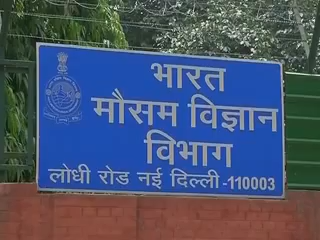 भारत
मौसम विज्ञान
विभाग
लोधी रोड नई दिल्ली -110003